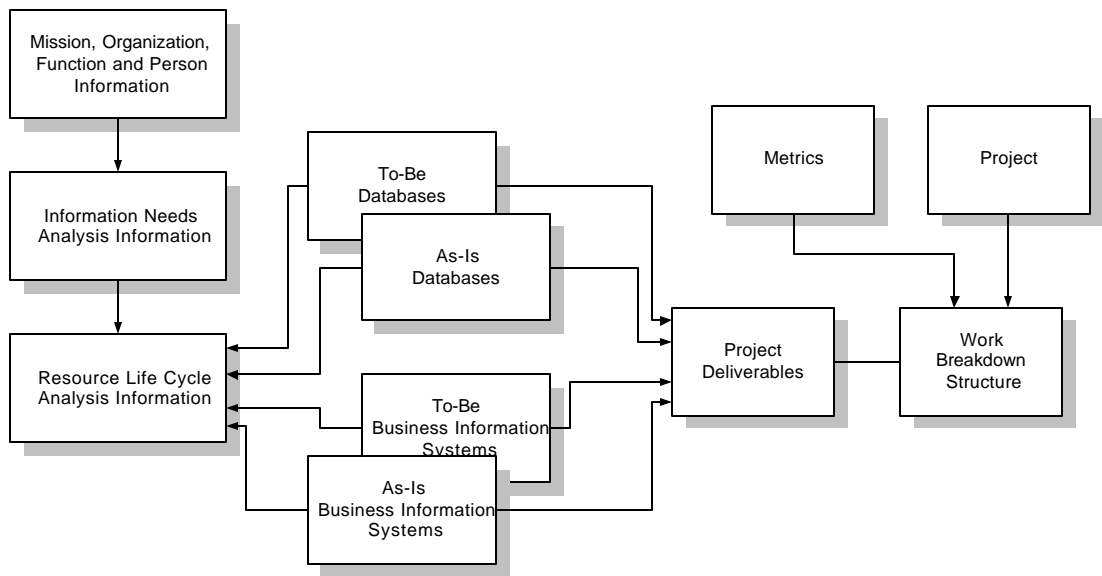 Mission, Organization,
Function and Person
Information
Information Needs
Analysis Information
Resource Life Cycle
Analysis Information
To-Be
Databases
As-Is
Databases
To-Be
Business Information
Systems
As-Is
Business Information
Systems
Metrics
Project
Project
Deliverables
Work
Breakdown
Structure